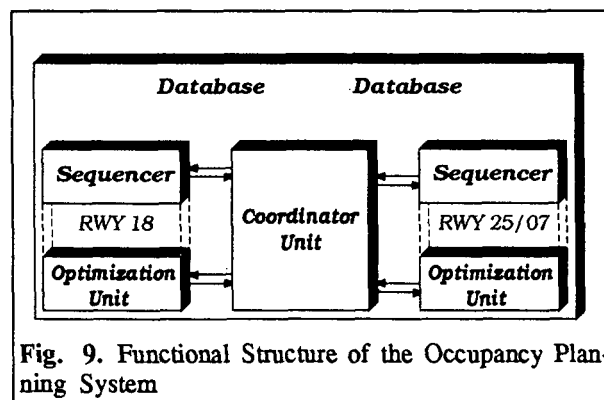 Database Database
Sequencer
RWY 18
Optimization
Unit
Coordinator
Unit
Sequencer
RWY 25/07
Optimization
Unit
Fig. 9. Functional Structure of the Occupancy Plan-
ning System